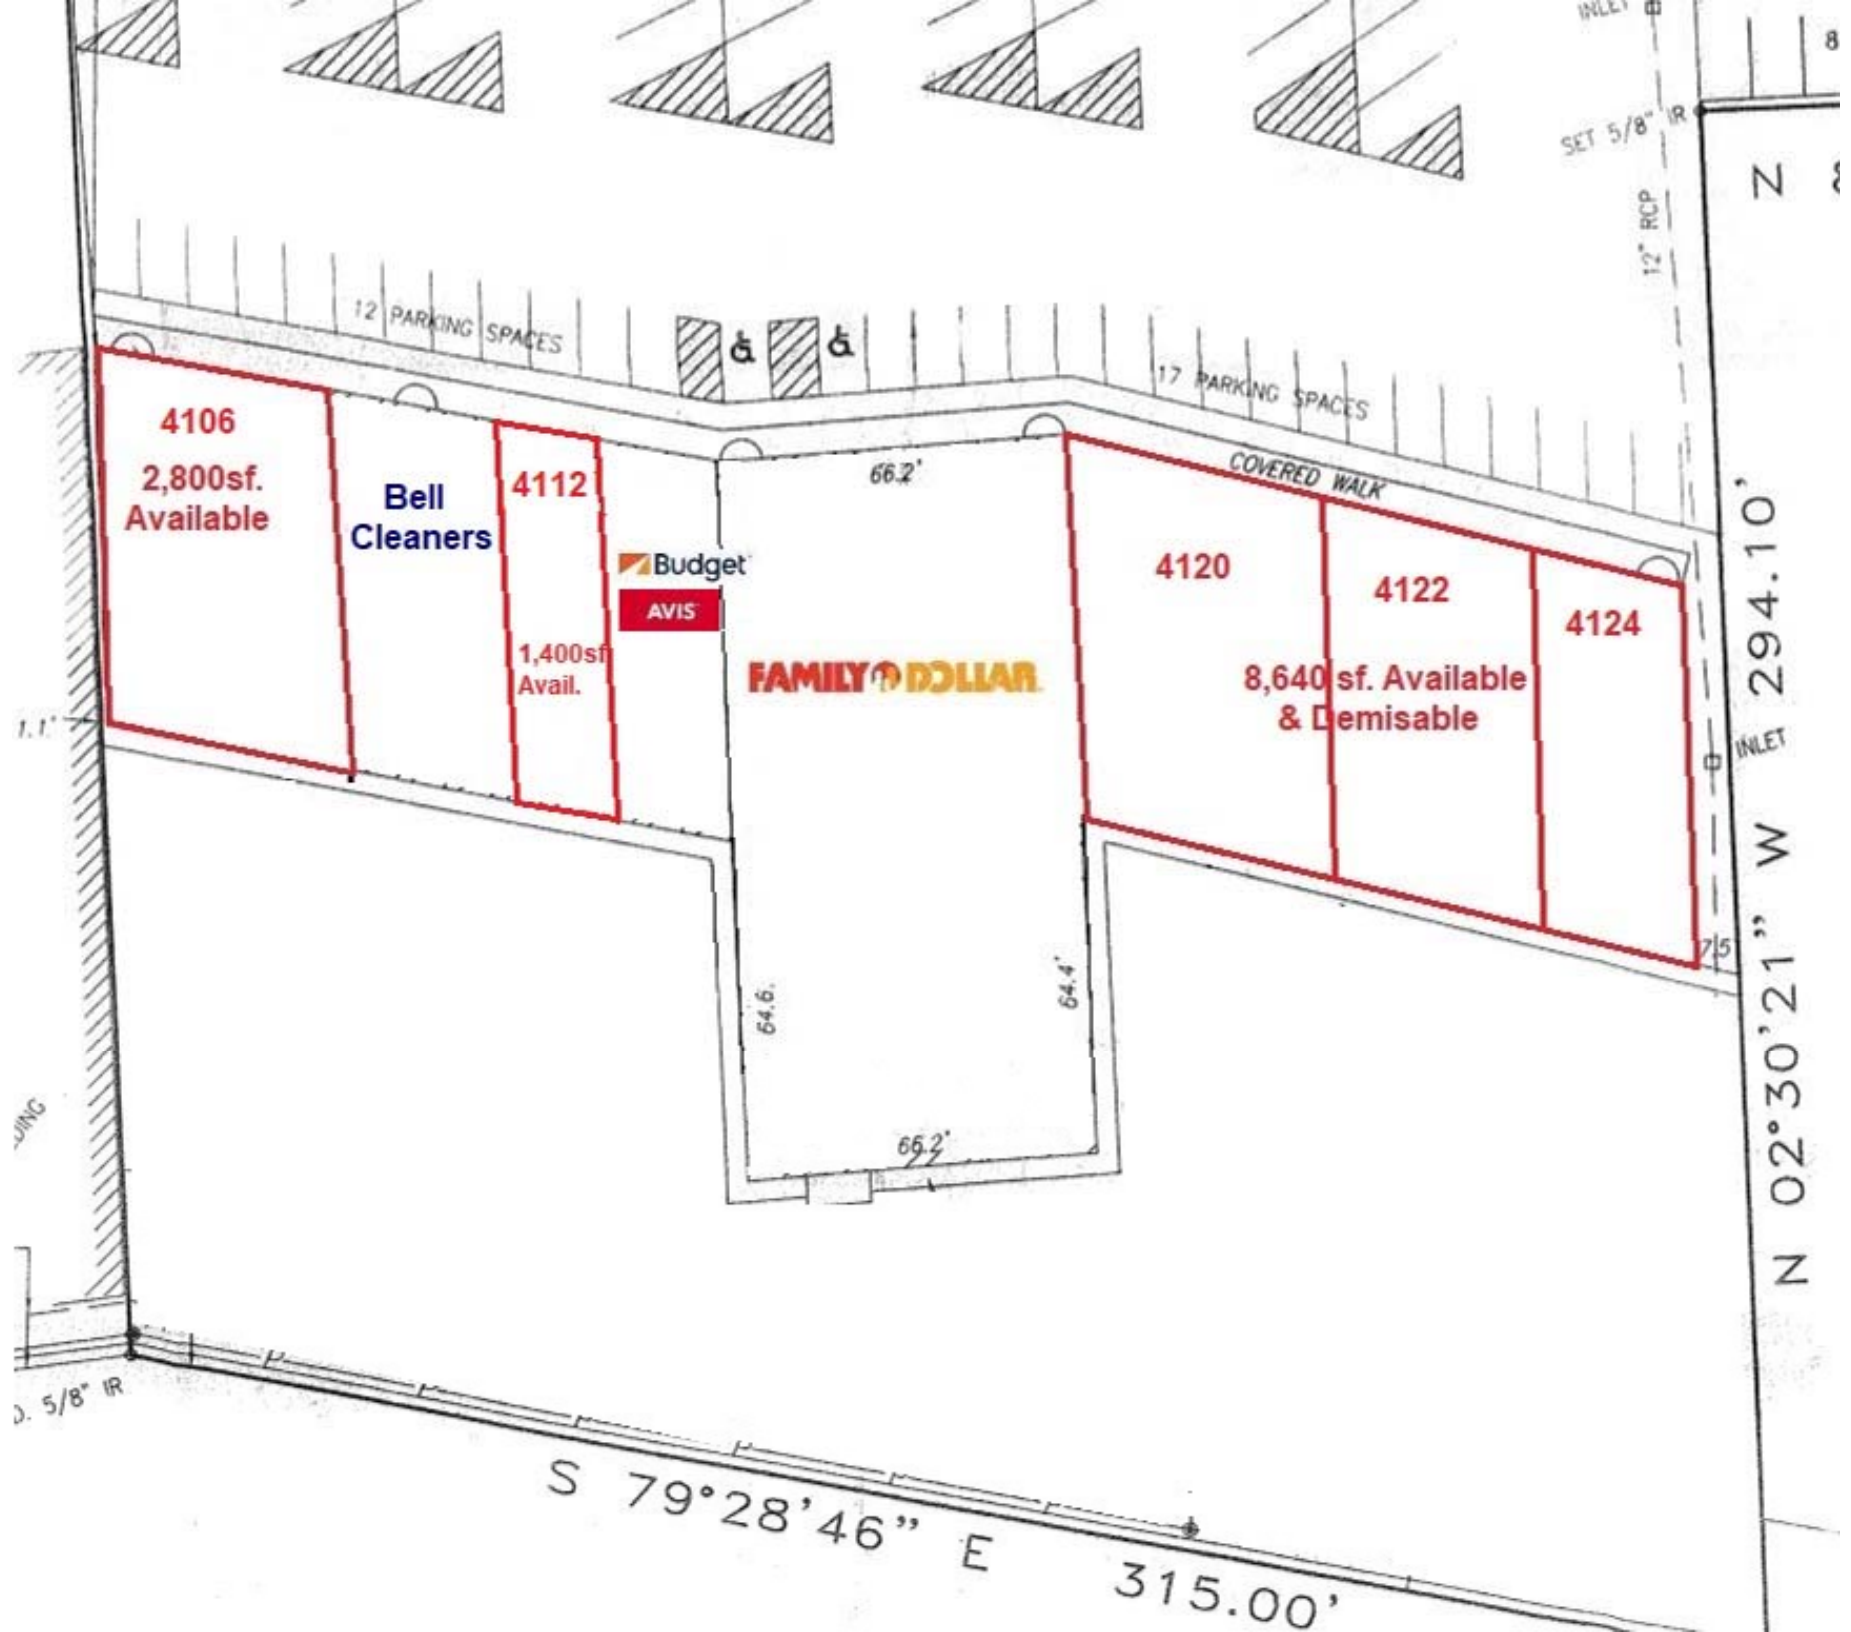 INLET
8
SET 5/8" IR
N
12" RCP
12 PARKING SPACES
17 PARKING SPACES
COVERED WALK
4106
2,800sf.
Available
Bell
Cleaners
4112
1,400sf
Avail.
Budget
AVIS
66.2'
FAMILY DOLLAR
4120
4122
4124
8,640 sf. Available
& Demisable
1.1'
INLET
7.5
64.6.
64.4'
66.2'
N 02°30'21" W 294.10'
5/8" IR
S 79°28'46" E 315.00'